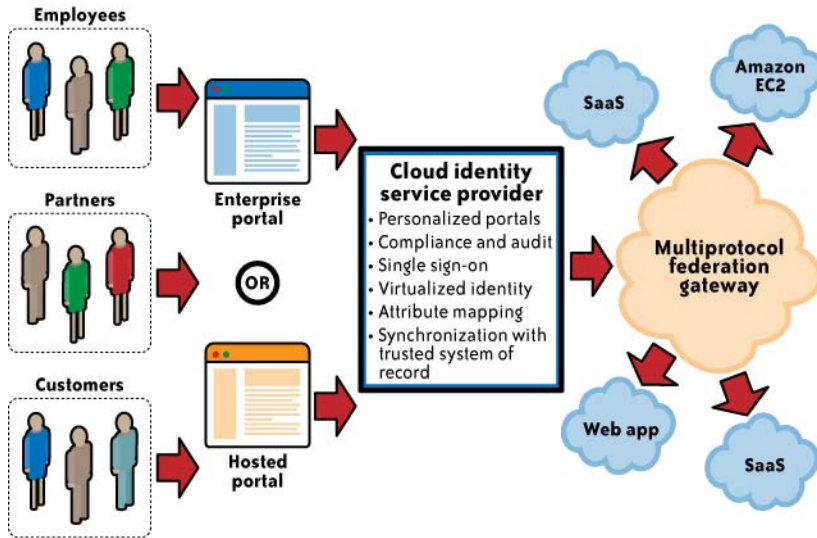 Employees
Partners
Customers
Enterprise
portal
OR
Hosted
portal
Cloud identity
service provider
• Personalized portals
• Compliance and audit
• Single sign-on
• Virtualized identity
• Attribute mapping
• Synchronization with
trusted system of
record
SaaS
Amazon
EC2
Multiprotocol
federation
gateway
Web app
SaaS